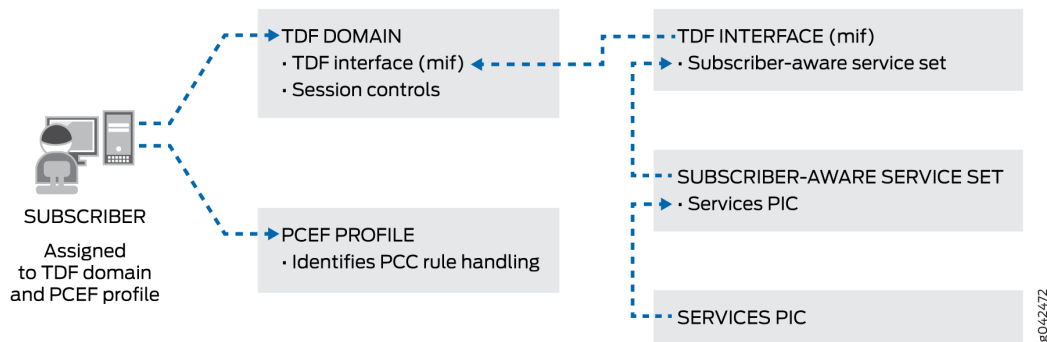 TDF DOMAIN
· TDF interface (mif)
· Session controls
TDF INTERFACE (mif)
· Subscriber-aware service set
SUBSCRIBER
Assigned
to TDF domain
and PCEF profile
PCEF PROFILE
· Identifies PCC rule handling
SUBSCRIBER-AWARE SERVICE SET
· Services PIC
SERVICES PIC
g042472